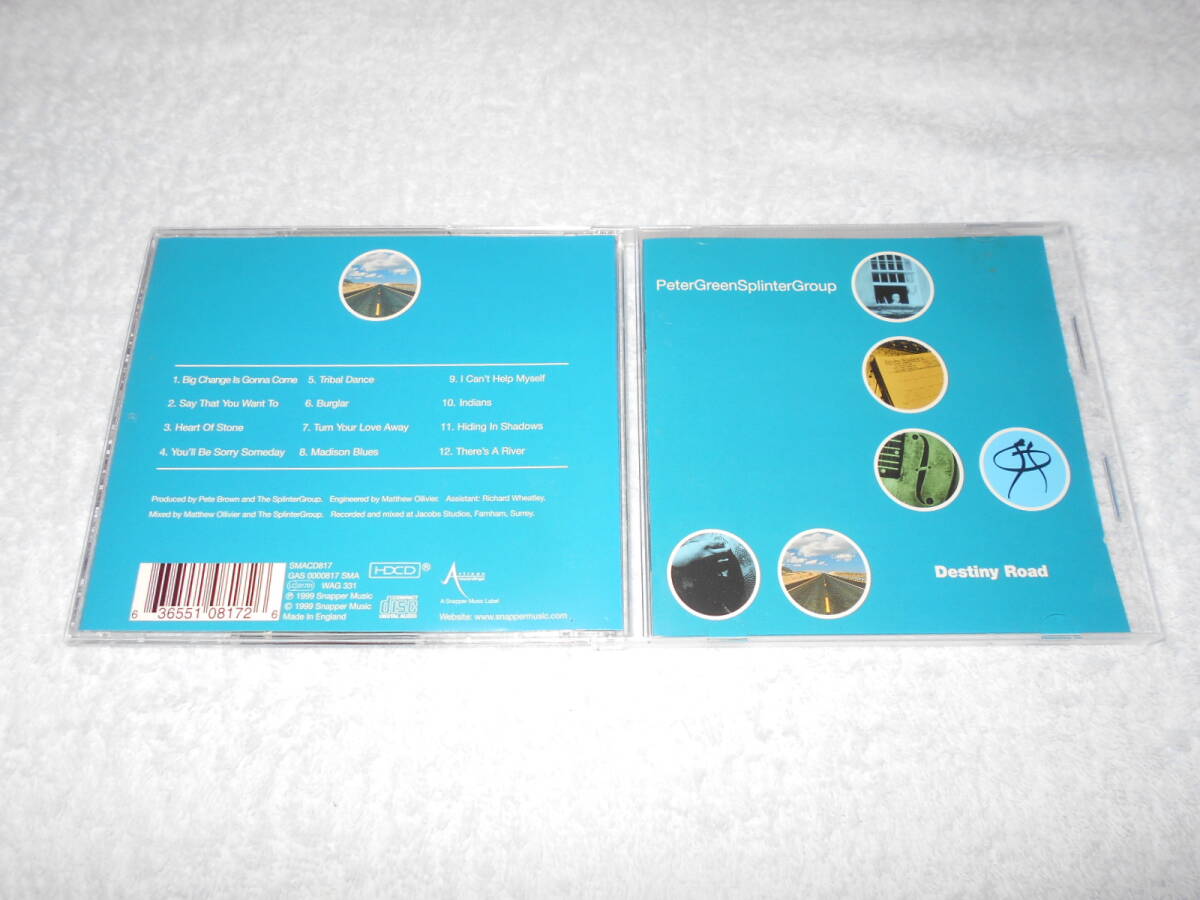 1. Big Change Is Gonna Come
2. Say That You Want To
3. Heart Of Stone
4. You'll Be Sorry Someday
5. Tribal Dance
6. Burglar
7. Turn Your Love Away
8. Madison Blues
9. I Can't Help Myself
10. Indians
11. Hiding In Shadows
12. There's A River
Produced by Pete Brown and The SplinterGroup. Engineered by Matthew Ollivier. Assistant: Richard Wheatley.
Mixed by Matthew Ollivier and The SplinterGroup. Recorded and mixed at Jacobs Studios, Farnham, Surrey.
6 36551 08172 6
SMACD817
GAS 0000817 SMA
WAG 331
℗ 1999 Snapper Music
© 1999 Snapper Music
Made In England
HDCD®
disc
DIGITAL AUDIO
Artisan
A Snapper Music Label
Website: www.snappermusic.com
PeterGreenSplinterGroup
Destiny Road